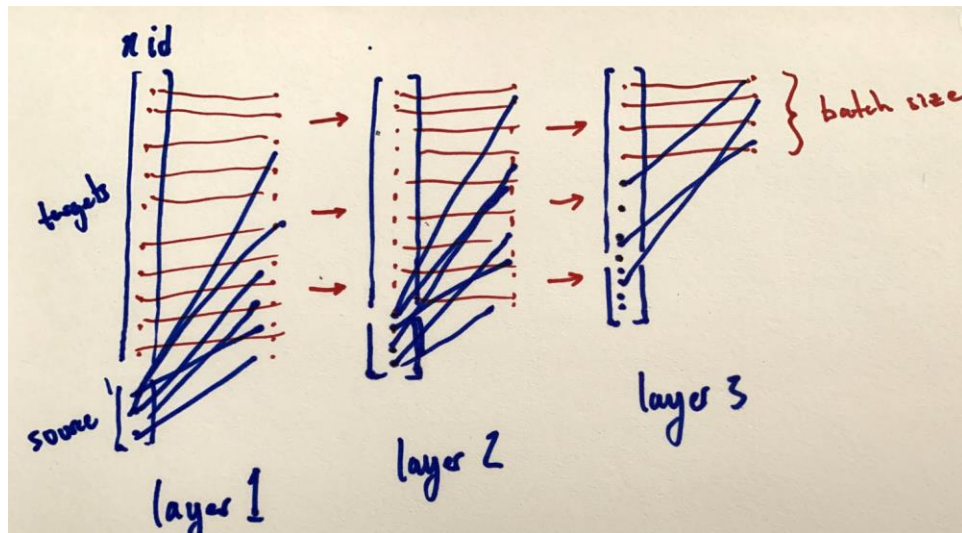 n id
targets
source
layer 1
layer 2
layer 3
batch size